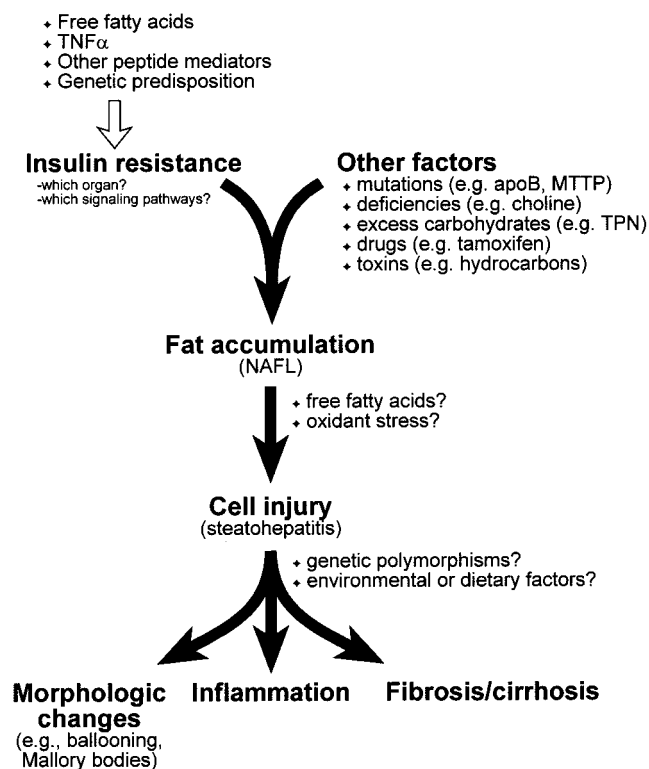 ✦ Free fatty acids
✦ TNFα
✦ Other peptide mediators
✦ Genetic predisposition
Insulin resistance
-which organ?
-which signaling pathways?
Other factors
✦ mutations (e.g. apoB, MTTP)
✦ deficiencies (e.g. choline)
✦ excess carbohydrates (e.g. TPN)
✦ drugs (e.g. tamoxifen)
✦ toxins (e.g. hydrocarbons)
Fat accumulation
(NAFL)
✦ free fatty acids?
✦ oxidant stress?
Cell injury
(steatohepatitis)
✦ genetic polymorphisms?
✦ environmental or dietary factors?
Morphologic
changes
(e.g., ballooning,
Mallory bodies)
Inflammation
Fibrosis/cirrhosis